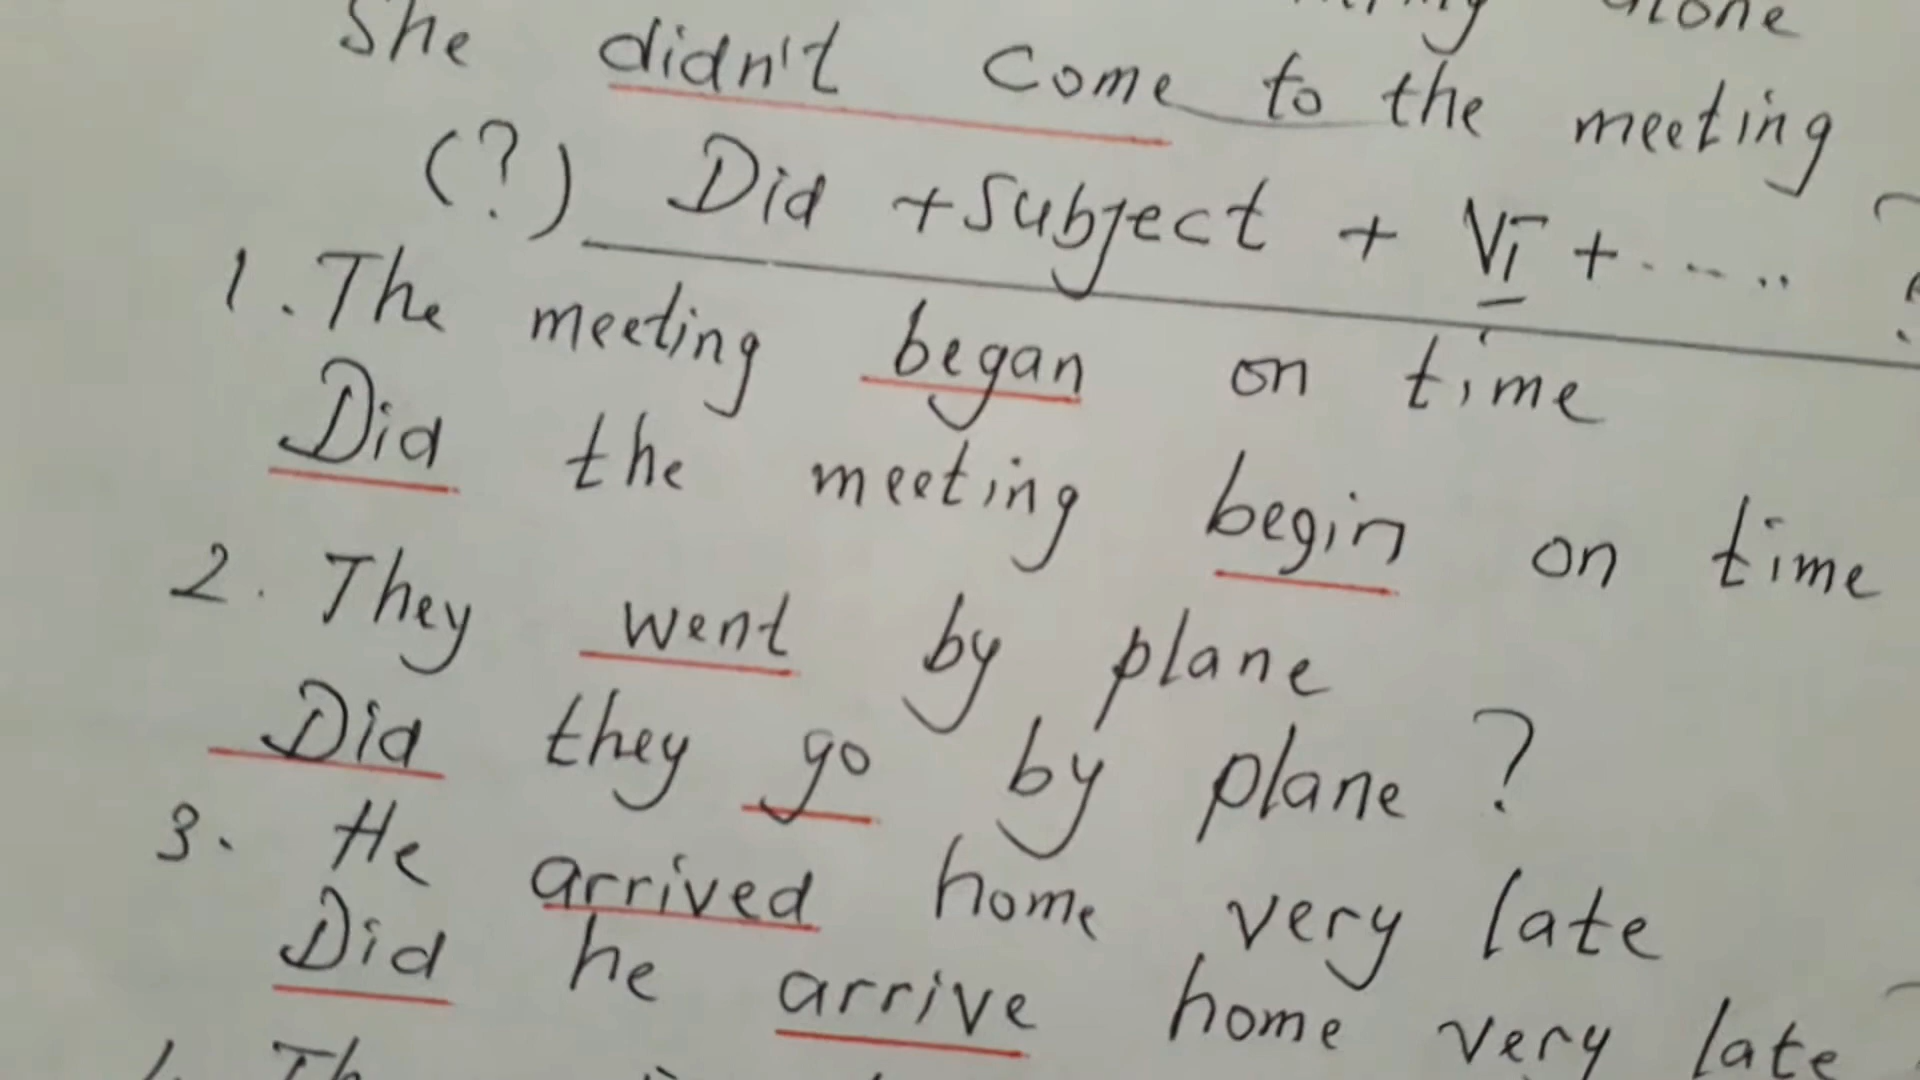 alone
She didn't come to the meeting
(?) Did + Subject + V1 + ..... ?
1. The meeting began on time
Did the meeting begin on time
2. They went by plane
Did they go by plane ?
3. He arrived home very late
Did he arrive home very late